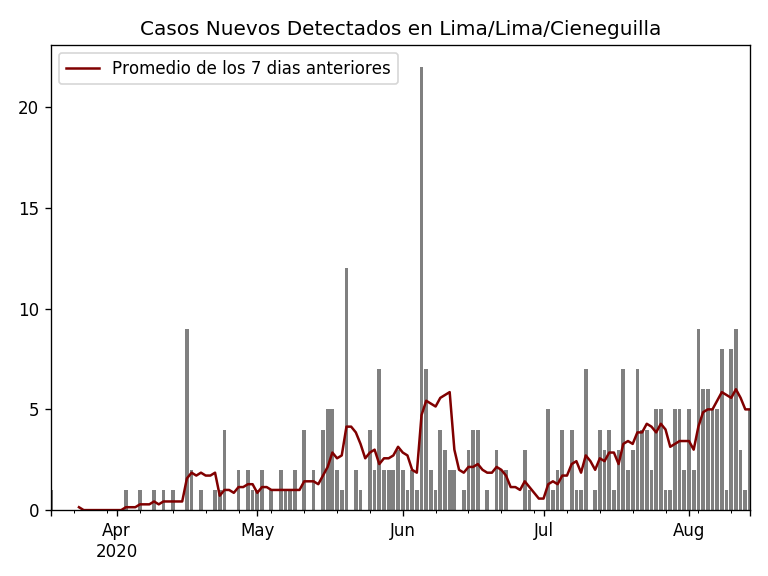 Casos Nuevos Detectados en Lima/Lima/Cieneguilla
Promedio de los 7 dias anteriores
20
15
10
5
0
Apr
2020
May
Jun
Jul
Aug